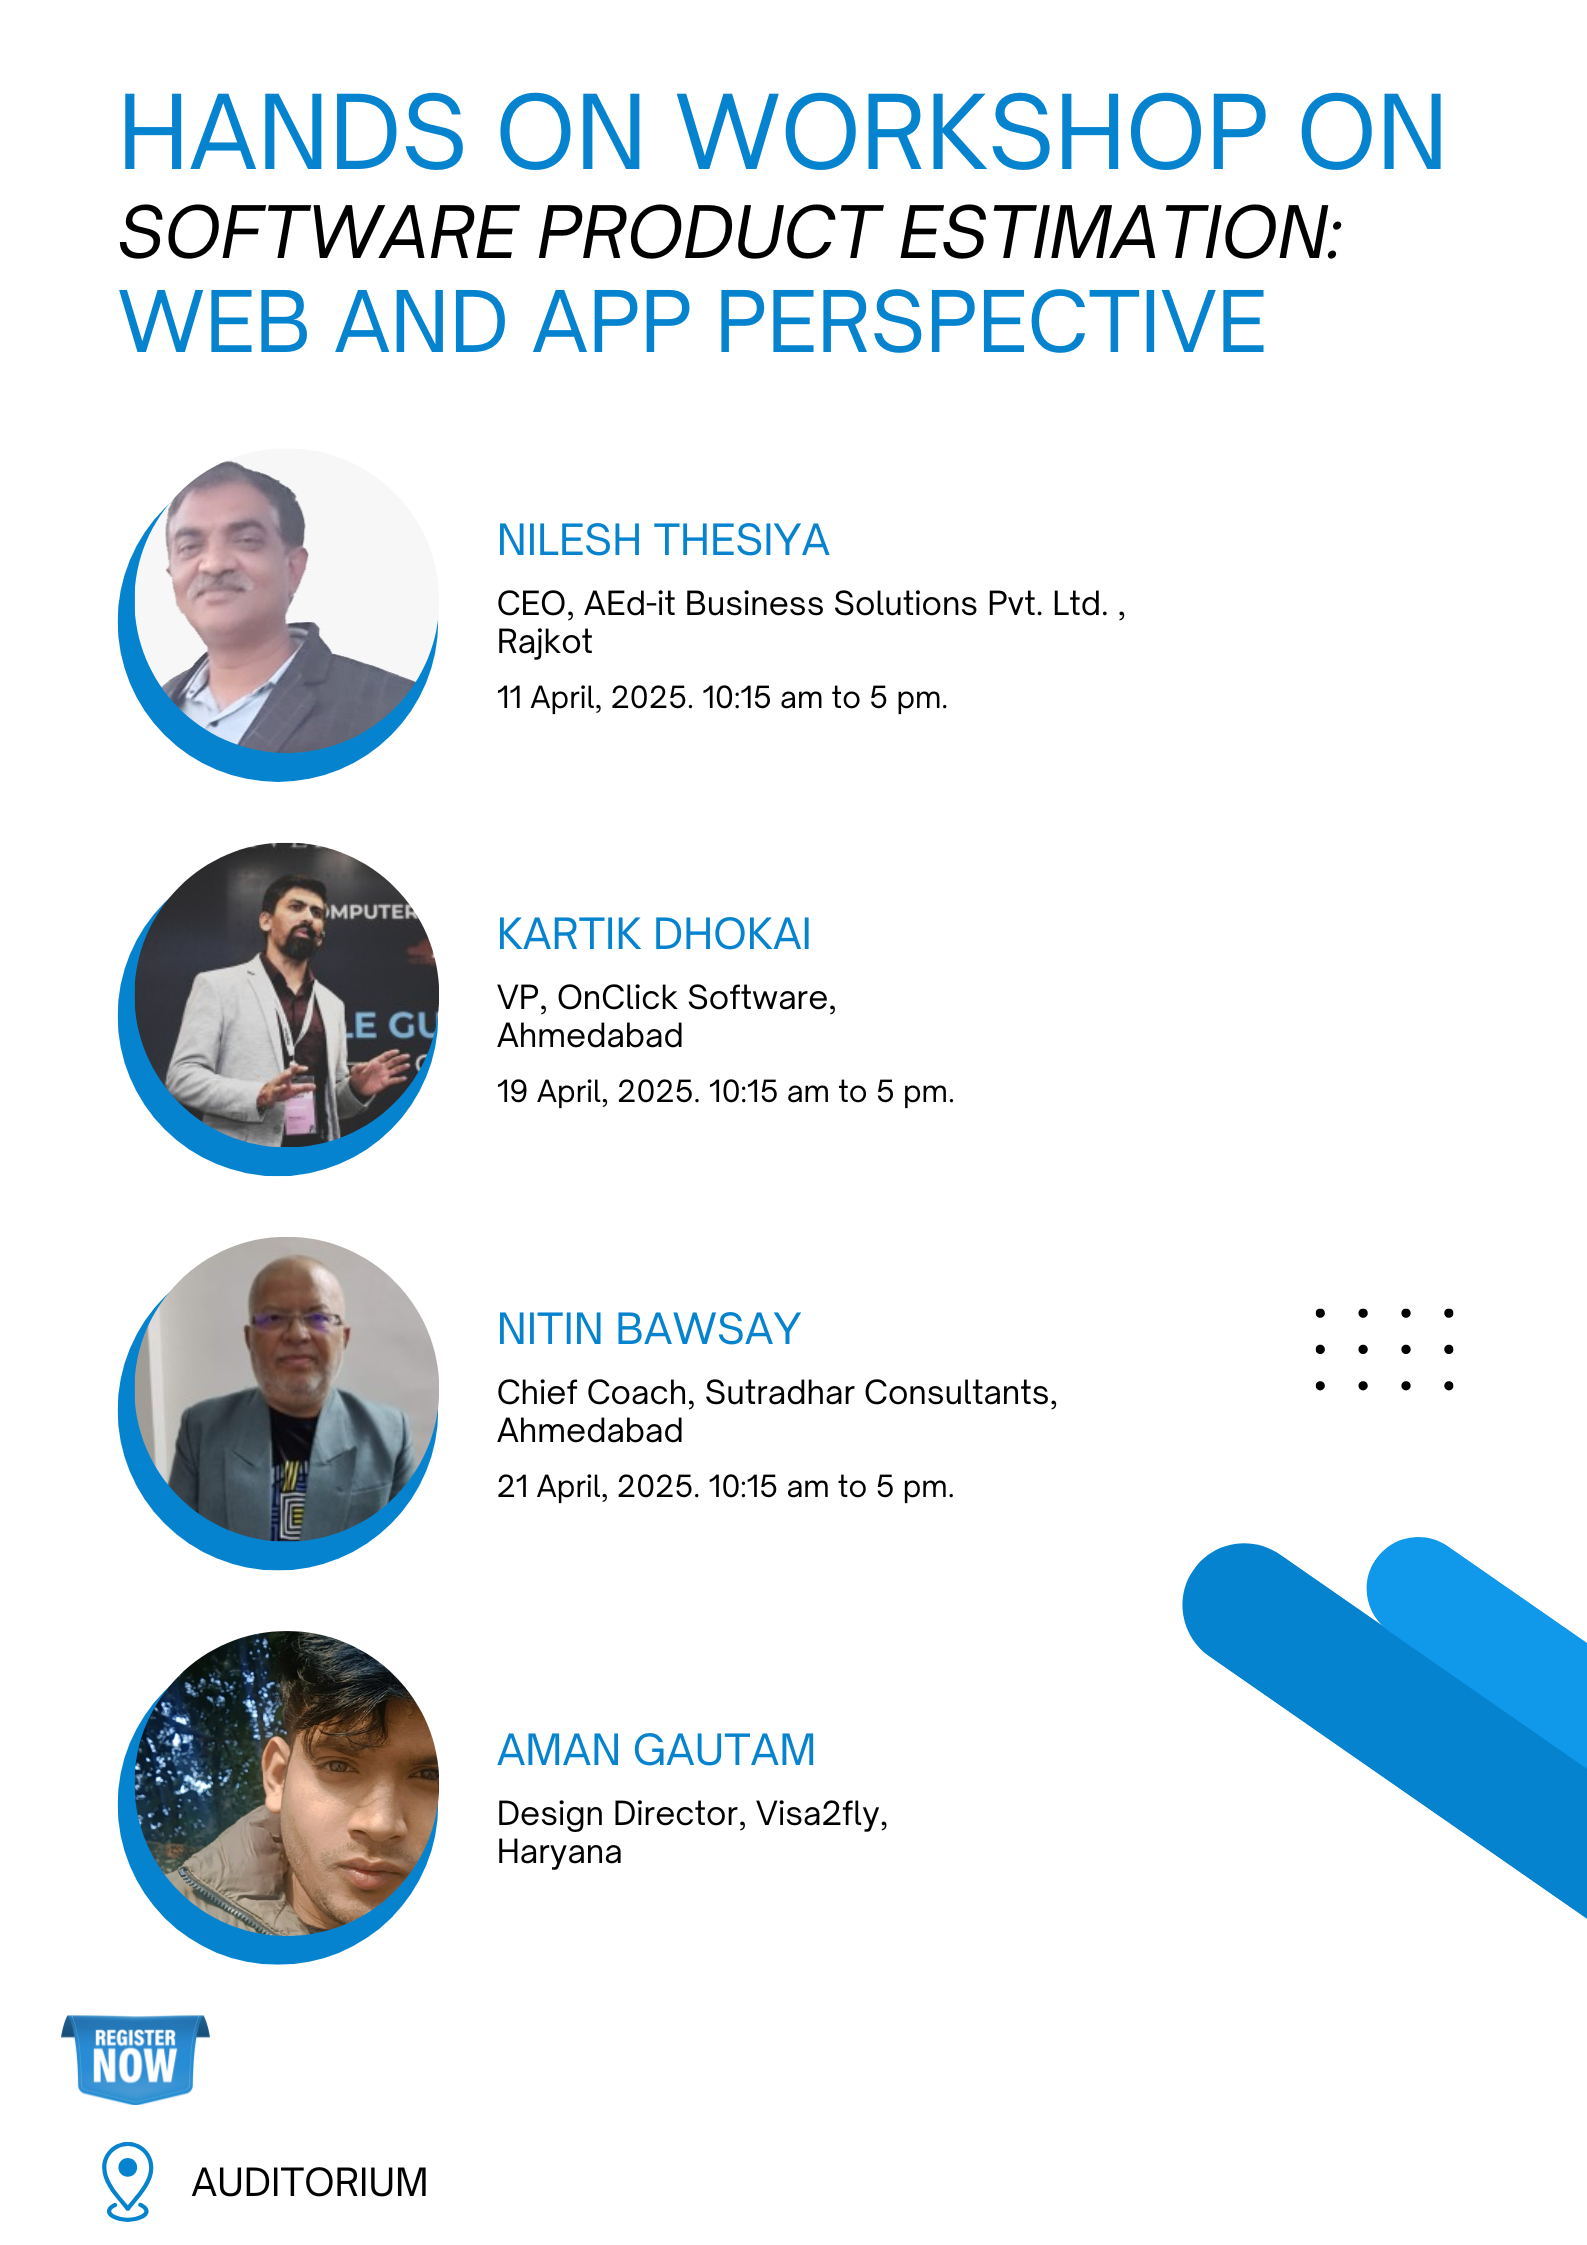 HANDS ON WORKSHOP ON
SOFTWARE PRODUCT ESTIMATION:
WEB AND APP PERSPECTIVE
NILESH THESIYA
CEO, AEd-it Business Solutions Pvt. Ltd. ,
Rajkot
11 April, 2025. 10:15 am to 5 pm.
OMPUTER
LE GU
KARTIK DHOKAI
VP, OnClick Software,
Ahmedabad
19 April, 2025. 10:15 am to 5 pm.
NITIN BAWSAY
Chief Coach, Sutradhar Consultants,
Ahmedabad
21 April, 2025. 10:15 am to 5 pm.
AMAN GAUTAM
Design Director, Visa2fly,
Haryana
REGISTER
NOW
AUDITORIUM